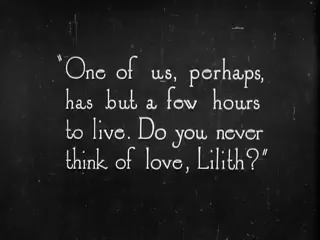 "One of us, perhaps,
has but a few hours
to live. Do you never
think of love, Lilith?"